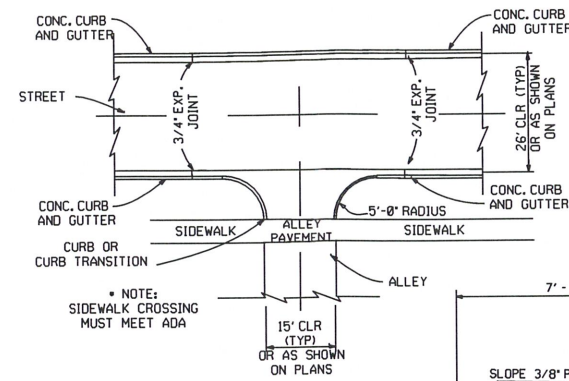 CONC. CURB
AND GUTTER
CONC. CURB
AND GUTTER
STREET
3/4" EXP.
JOINT
3/4" EXP.
JOINT
26' CLR (TYP)
OR AS SHOWN
ON PLANS
CONC. CURB
AND GUTTER
CONC. CURB
AND GUTTER
5'-0" RADIUS
SIDEWALK
ALLEY
PAVEMENT
SIDEWALK
CURB OR
CURB TRANSITION
ALLEY
* NOTE:
SIDEWALK CROSSING
MUST MEET ADA
15' CLR
(TYP)
OR AS SHOWN
ON PLANS
7' -
SLOPE 3/8" P